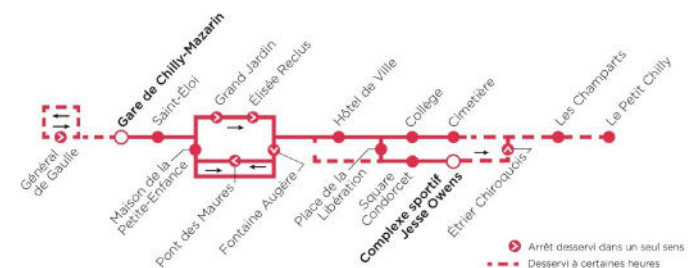 Général
de Gaulle
Gare de Chilly-Mazarin
Saint-Éloi
Maison de la
Petite-Enfance
Grand Jardin
Élisée Reclus
Pont des Maures
Fontaine Augère
Hôtel de Ville
Place de la
Libération
Collège
Square
Condorcet
Cimetière
Complexe sportif
Jesse Owens
Étrier Chiroquois
Les Champarts
Le Petit Chilly
Arrêt desservi dans un seul sens
Desservi à certaines heures